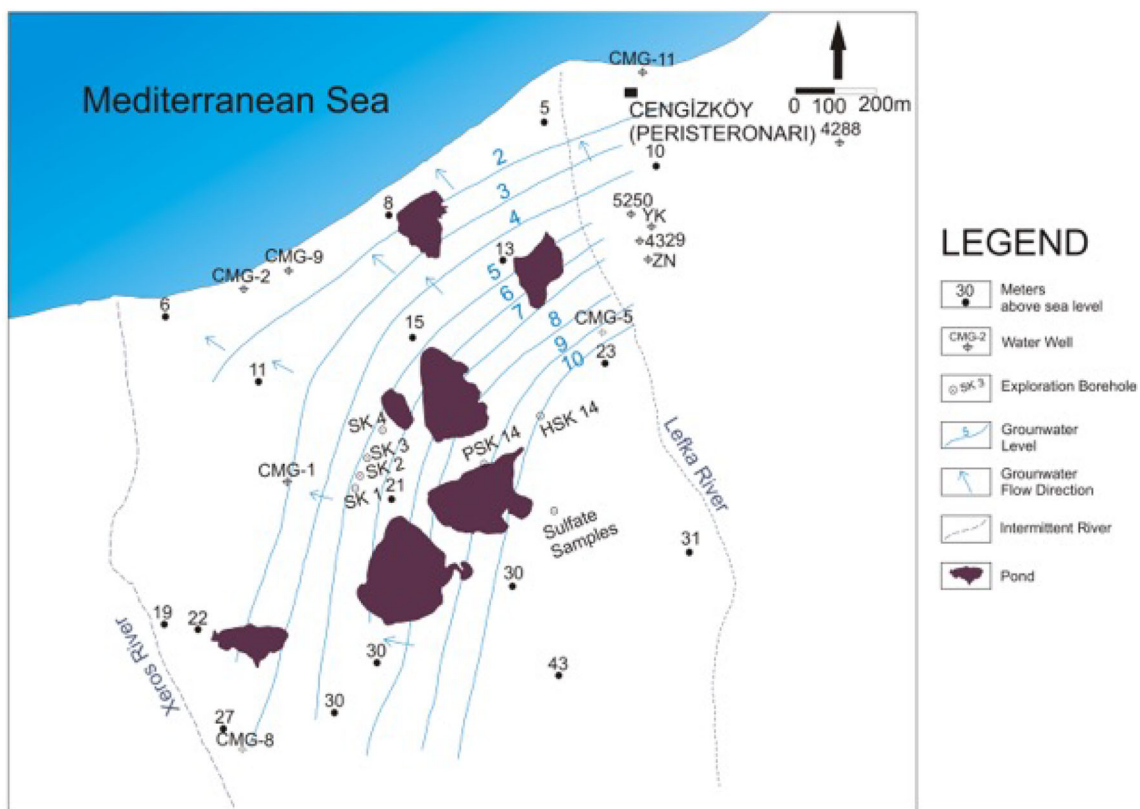 CMG-11
Mediterranean Sea
0 100 200m
5
CENGİZKÖY
(PERISTERONARI)
4288
2
10
3
8
4
5250
YK
4329
ZN
13
CMG-9
CMG-2
5
6
6
7
8
CMG-5
15
9
10
23
11
SK 4
HSK 14
PSK 14
SK 3
CMG-1
SK 2
SK 1
21
Lefka River
Sulfate
Samples
31
30
19
22
Xeros River
30
43
30
27
CMG-8
LEGEND
30
Meters
above sea level
CMG-2
Water Well
SK 3
Exploration Borehole
5
Grounwater
Level
Grounwater
Flow Direction
Intermittent River
Pond